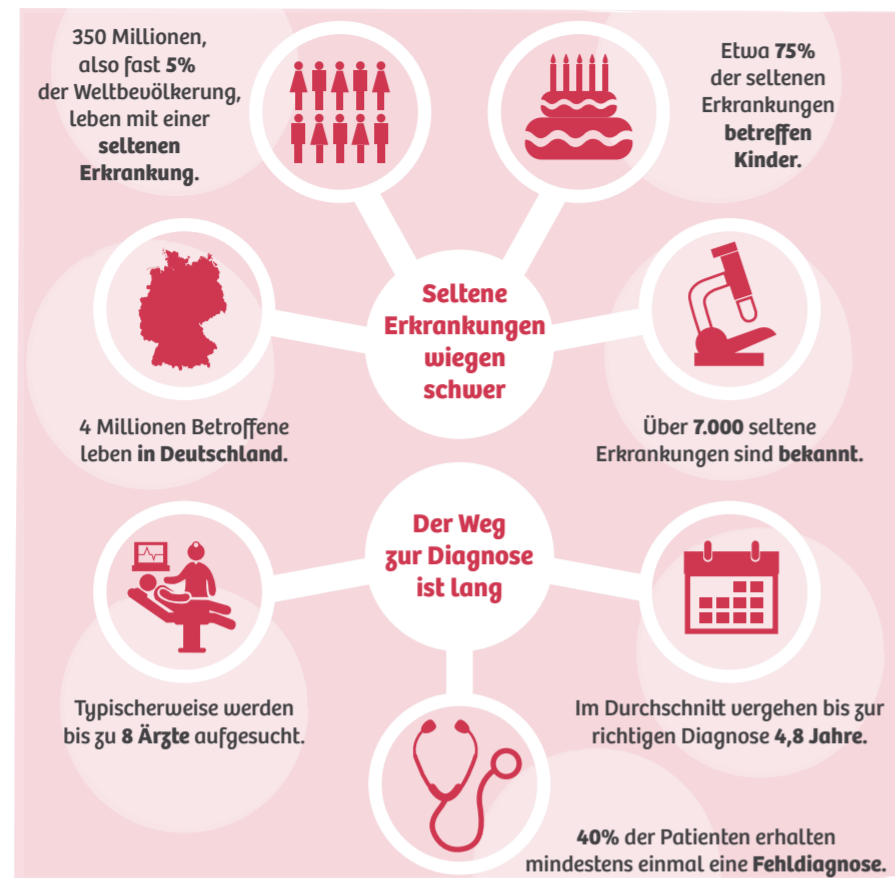 350 Millionen,
also fast 5%
der Weltbevölkerung,
leben mit einer
seltenen
Erkrankung.
Etwa 75%
der seltenen
Erkrankungen
betreffen
Kinder.
Seltene
Erkrankungen
wiegen
schwer
4 Millionen Betroffene
leben in Deutschland.
Über 7.000 seltene
Erkrankungen sind bekannt.
Der Weg
zur Diagnose
ist lang
Typischerweise werden
bis zu 8 Ärzte aufgesucht.
Im Durchschnitt vergehen bis zur
richtigen Diagnose 4,8 Jahre.
40% der Patienten erhalten
mindestens einmal eine Fehldiagnose.